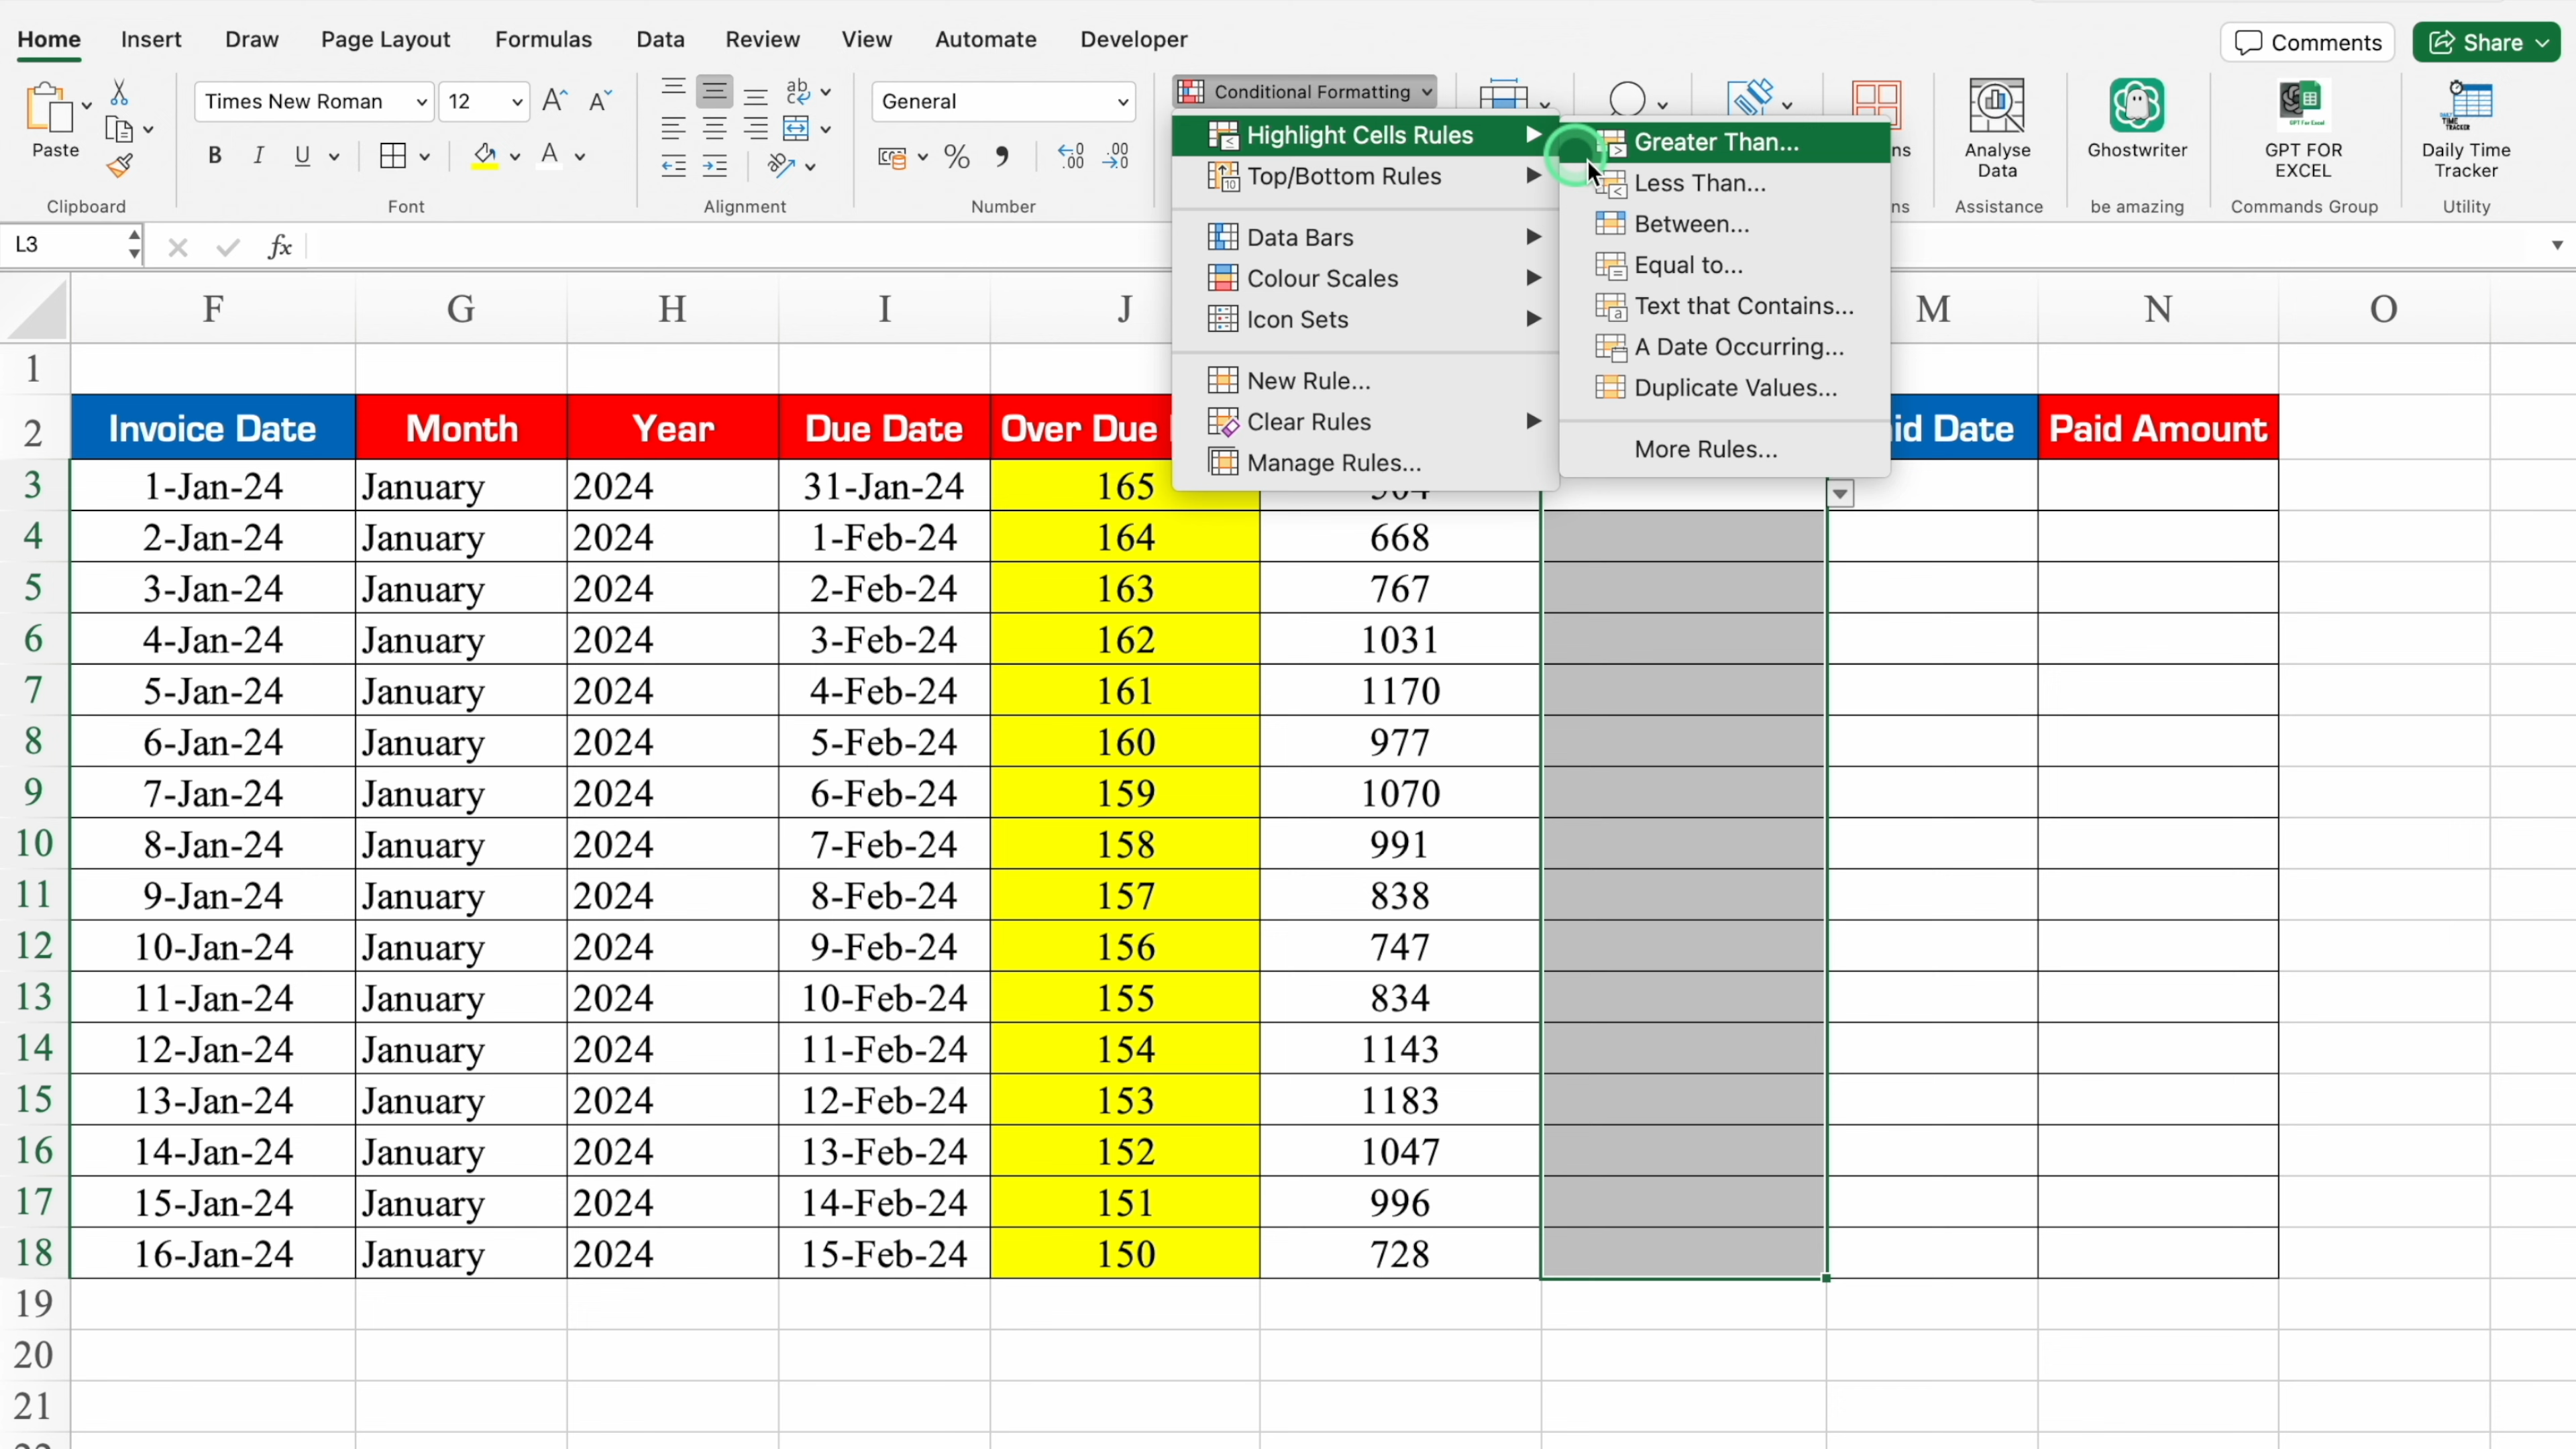 Home Insert Draw Page Layout Formulas Data Review View Automate Developer Comments Share
Times New Roman 12 General Conditional Formatting
Paste B I U A Analyse Data Ghostwriter GPT FOR EXCEL Daily Time Tracker
Clipboard Font Alignment Number Assistance be amazing Commands Group Utility
Highlight Cells Rules
Top/Bottom Rules
Data Bars
Colour Scales
Icon Sets
New Rule...
Clear Rules
Manage Rules...
Greater Than...
Less Than...
Between...
Equal to...
Text that Contains...
A Date Occurring...
Duplicate Values...
More Rules...
L3 fx
F G H I J M N O
1
2 Invoice Date Month Year Due Date Over Due id Date Paid Amount
3 1-Jan-24 January 2024 31-Jan-24 165
4 2-Jan-24 January 2024 1-Feb-24 164 668
5 3-Jan-24 January 2024 2-Feb-24 163 767
6 4-Jan-24 January 2024 3-Feb-24 162 1031
7 5-Jan-24 January 2024 4-Feb-24 161 1170
8 6-Jan-24 January 2024 5-Feb-24 160 977
9 7-Jan-24 January 2024 6-Feb-24 159 1070
10 8-Jan-24 January 2024 7-Feb-24 158 991
11 9-Jan-24 January 2024 8-Feb-24 157 838
12 10-Jan-24 January 2024 9-Feb-24 156 747
13 11-Jan-24 January 2024 10-Feb-24 155 834
14 12-Jan-24 January 2024 11-Feb-24 154 1143
15 13-Jan-24 January 2024 12-Feb-24 153 1183
16 14-Jan-24 January 2024 13-Feb-24 152 1047
17 15-Jan-24 January 2024 14-Feb-24 151 996
18 16-Jan-24 January 2024 15-Feb-24 150 728
19
20
21